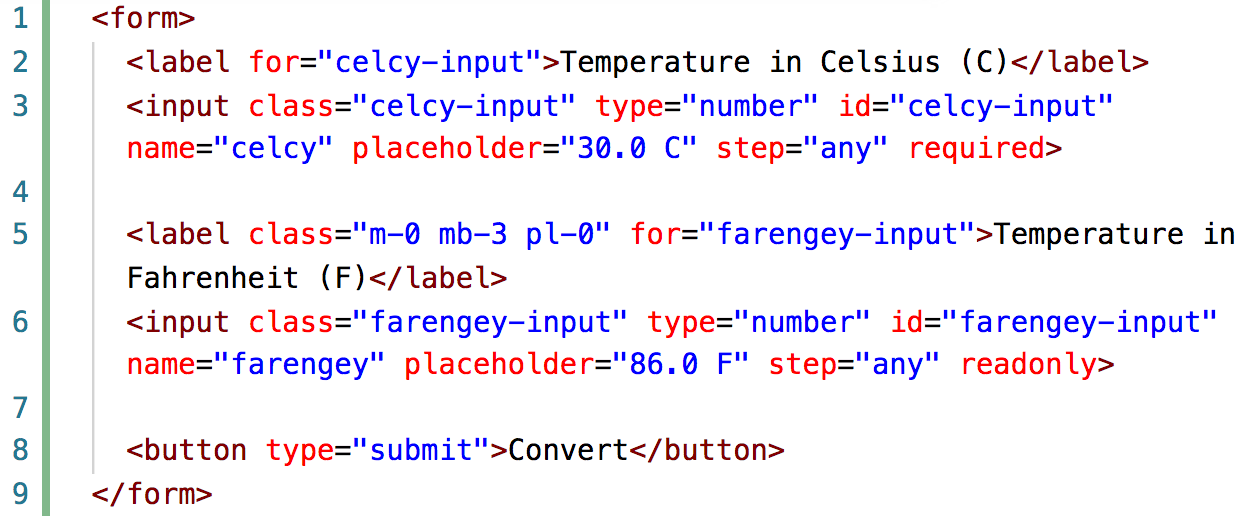 1 <form>
2 <label for="celcy-input">Temperature in Celsius (C)</label>
3 <input class="celcy-input" type="number" id="celcy-input"
name="celcy" placeholder="30.0 C" step="any" required>
4
5 <label class="m-0 mb-3 pl-0" for="farengey-input">Temperature in
Fahrenheit (F)</label>
6 <input class="farengey-input" type="number" id="farengey-input"
name="farengey" placeholder="86.0 F" step="any" readonly>
7
8 <button type="submit">Convert</button>
9 </form>